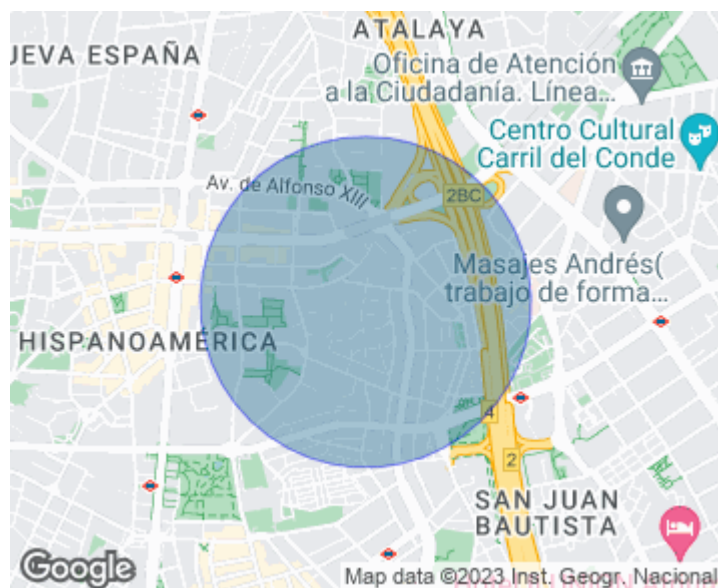 UEVA ESPAÑA
ATALAYA
Oficina de Atención
a la Ciudadanía. Línea...
Centro Cultural
Carril del Conde
Av. de Alfonso XIII
2BC
Masajes Andrés(
trabajo de forma...
HISPANOAMÉRICA
4
2
SAN JUAN
BAUTISTA
Google
Map data ©2023 Inst. Geogr. Nacional